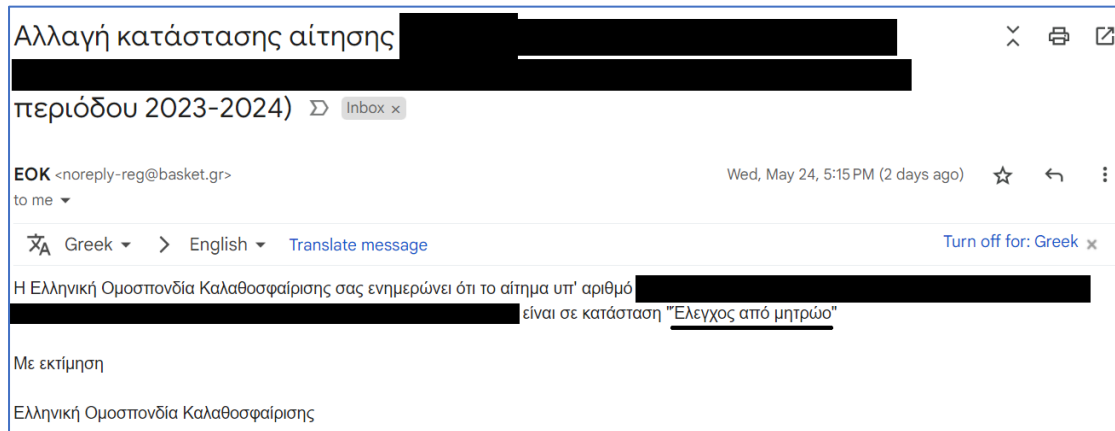 Αλλαγή κατάστασης αίτησης
περιόδου 2023-2024)
Inbox ×
EOK <noreply-reg@basket.gr>
Wed, May 24, 5:15 PM (2 days ago)
to me
Greek > English Translate message
Turn off for: Greek ×
Η Ελληνική Ομοσπονδία Καλαθοσφαίρισης σας ενημερώνει ότι το αίτημα υπ' αριθμό
είναι σε κατάσταση "Έλεγχος από μητρώο"
Με εκτίμηση
Ελληνική Ομοσπονδία Καλαθοσφαίρισης